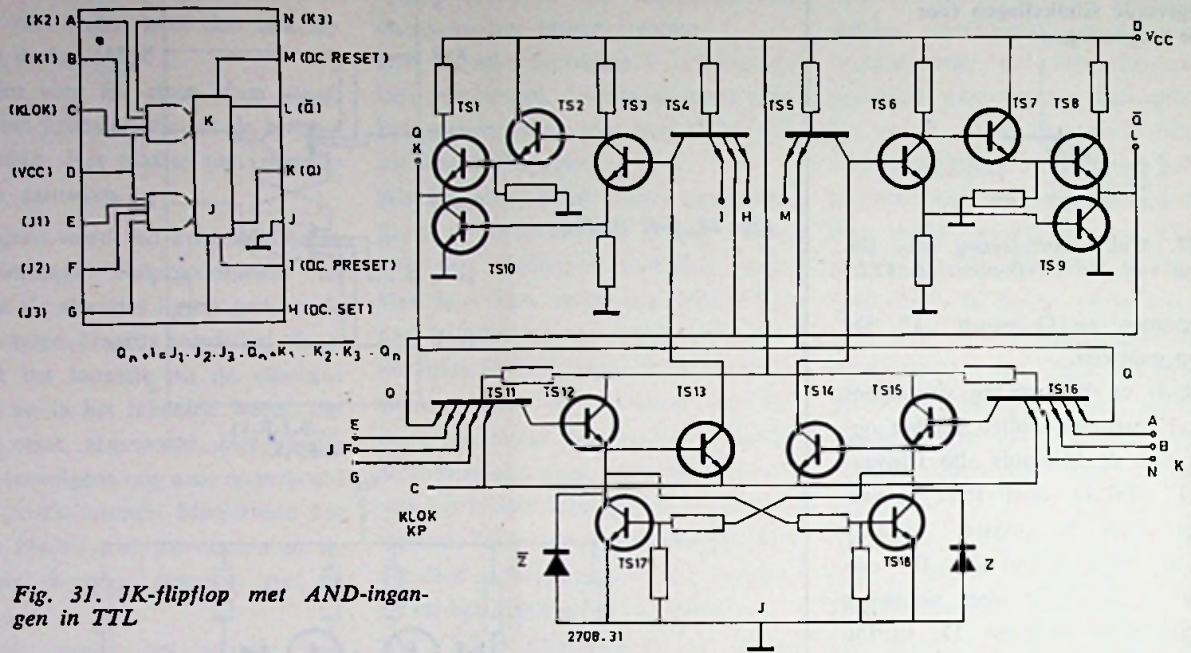 (K2) A
(K1) B
(KLOK) C
(VCC) D
(J1) E
(J2) F
(J3) G
N (K3)
M (DC. RESET)
L (Q̅)
K (Q)
J
I (DC PRESET)
H (DC. SET)
K
J
Qn+1 = J1. J2. J3. Q̅n + K1. K2. K3. Qn
Fig. 31. JK-flipflop met AND-ingan-
gen in TTL
TS1
TS2
TS3
TS4
TS5
TS6
TS7
TS8
D VCC
Q
K
Q̅
L
I
H
M
TS10
TS9
Q
TS11
TS12
TS13
TS14
TS15
TS16
Q
E
J F
G
A
B
K
N
C
KLOK
KP
TS17
TS18
Z̅
Z
J
2708.31